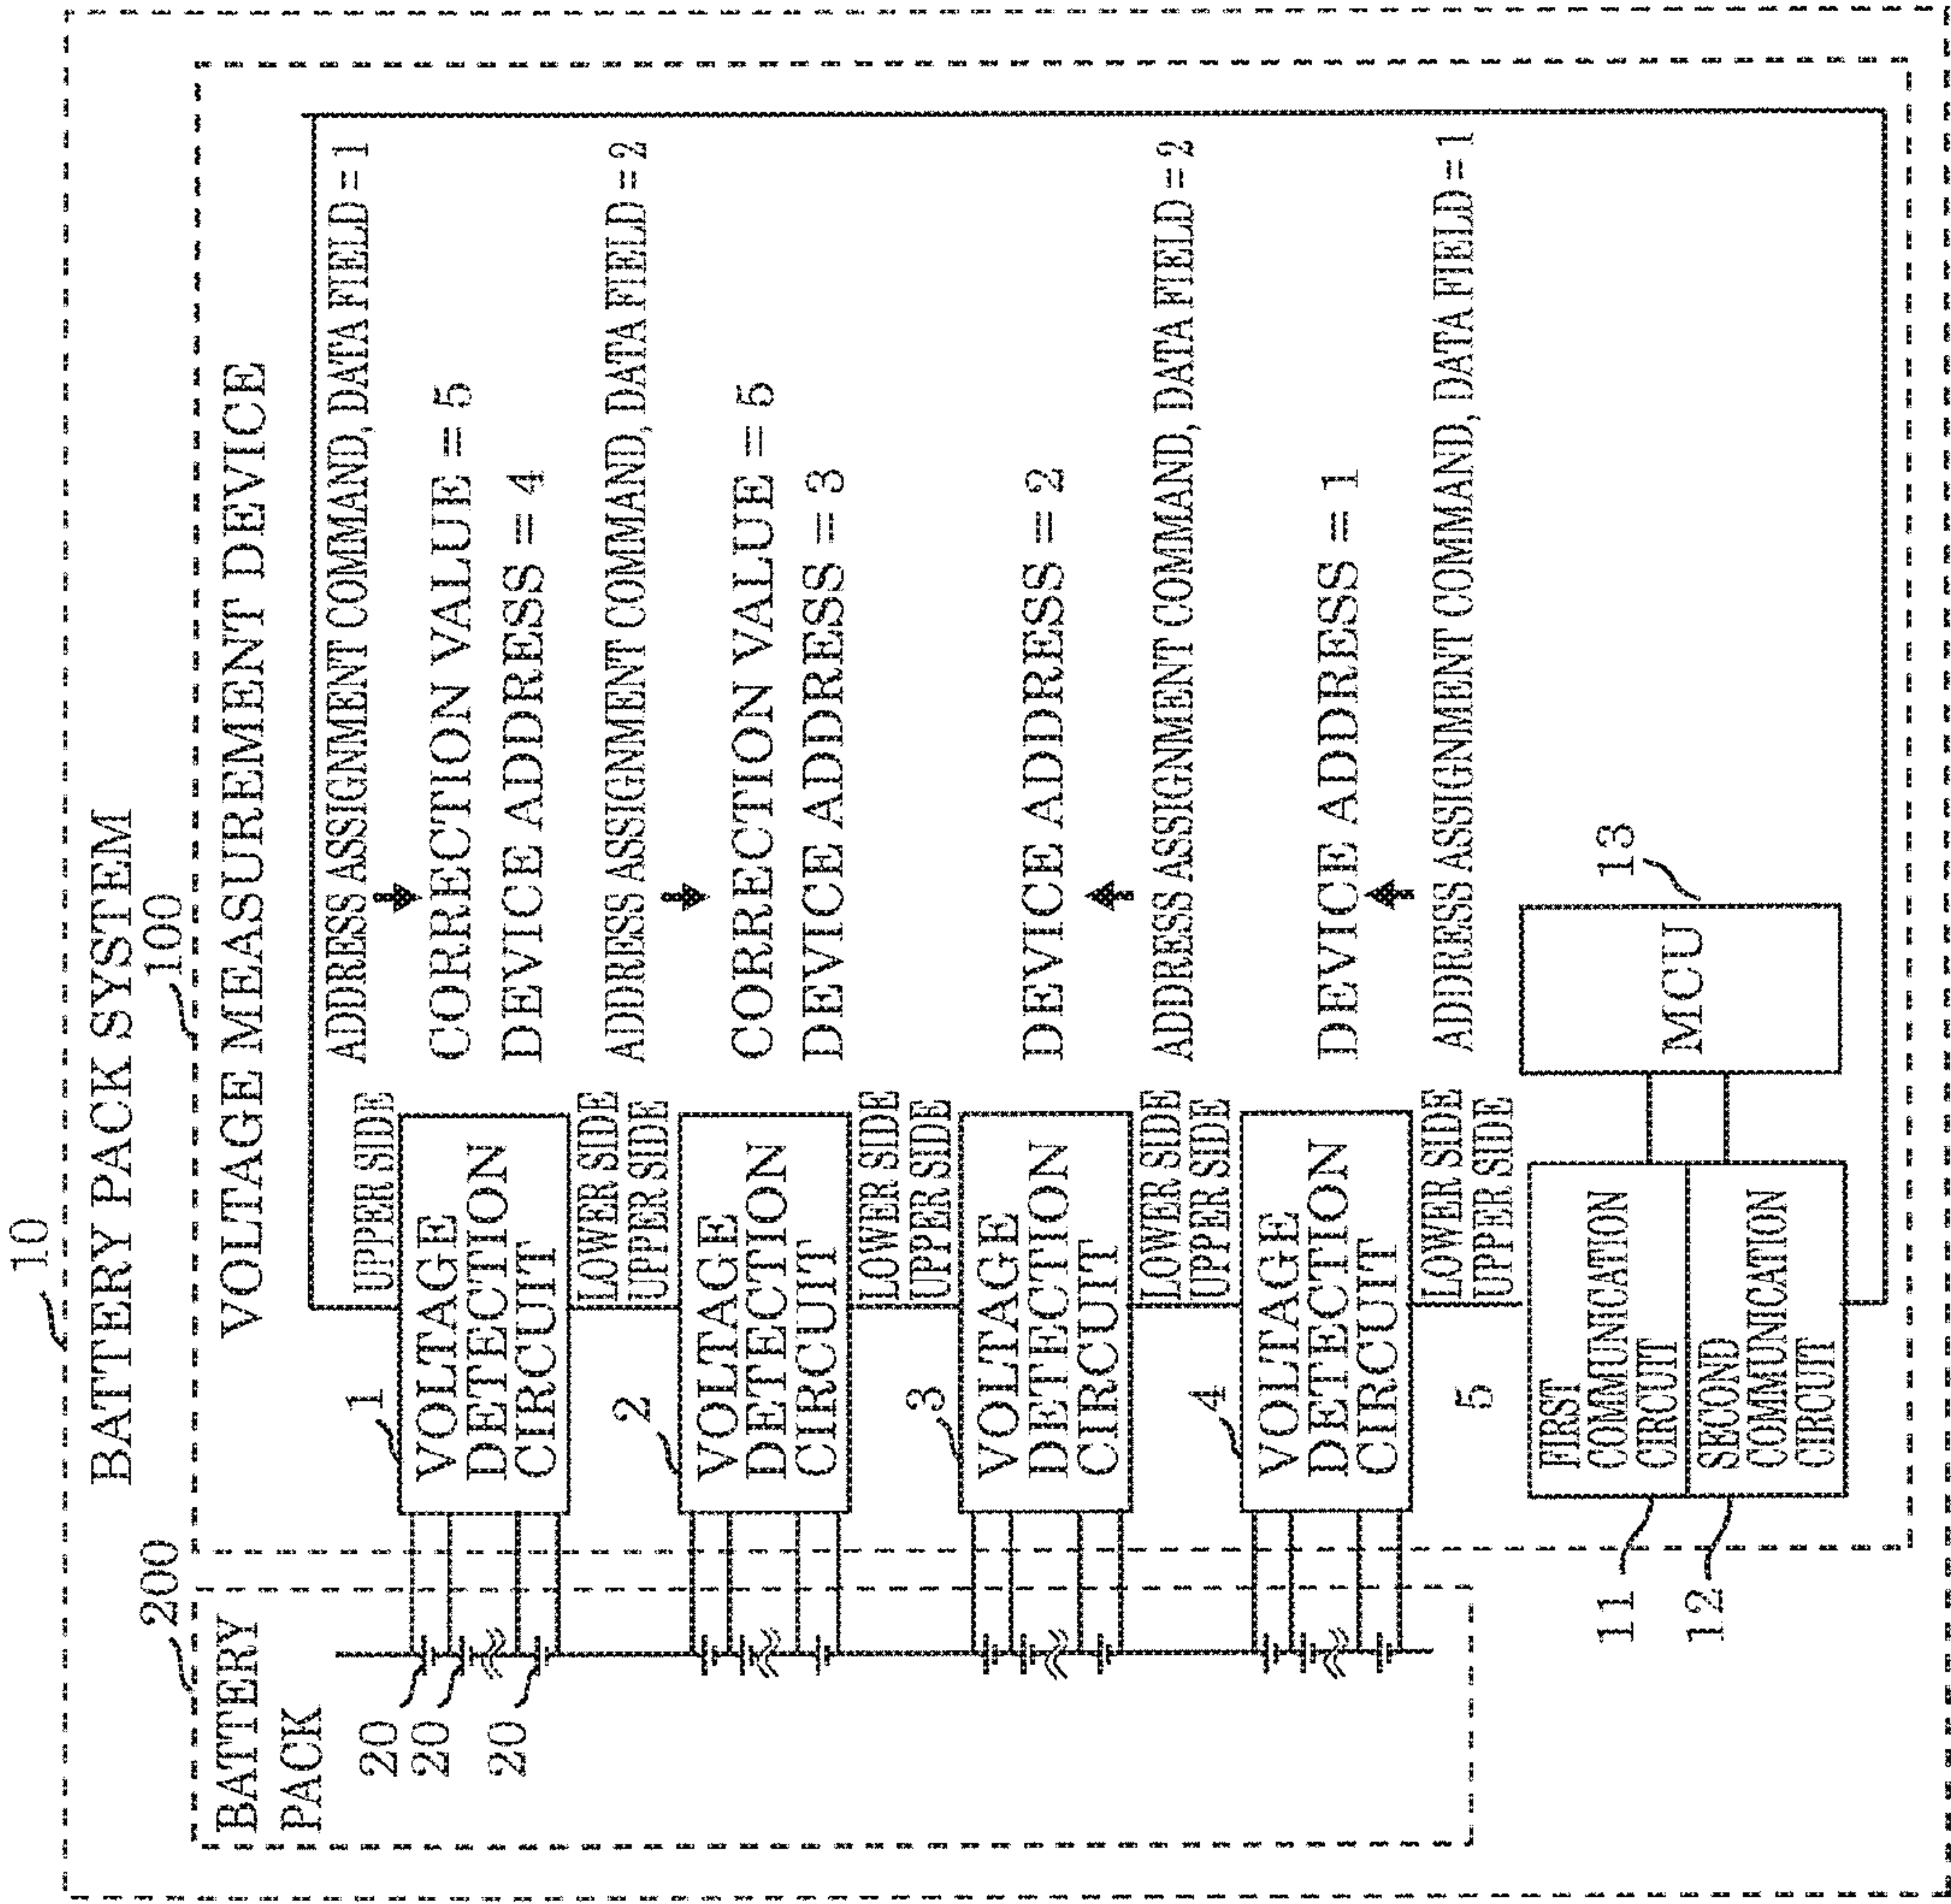 10
BATTERY PACK SYSTEM
200
100
BATTERY
PACK
VOLTAGE MEASUREMENT DEVICE
20
20
20
1
UPPER SIDE
ADDRESS ASSIGNMENT COMMAND, DATA FIELD = 1
VOLTAGE
DETECTION
CIRCUIT
CORRECTION VALUE = 5
DEVICE ADDRESS = 4
LOWER SIDE
2
UPPER SIDE
ADDRESS ASSIGNMENT COMMAND, DATA FIELD = 2
VOLTAGE
DETECTION
CIRCUIT
CORRECTION VALUE = 5
DEVICE ADDRESS = 3
LOWER SIDE
3
UPPER SIDE
VOLTAGE
DETECTION
CIRCUIT
DEVICE ADDRESS = 2
LOWER SIDE
ADDRESS ASSIGNMENT COMMAND, DATA FIELD = 2
4
UPPER SIDE
VOLTAGE
DETECTION
CIRCUIT
DEVICE ADDRESS = 1
LOWER SIDE
ADDRESS ASSIGNMENT COMMAND, DATA FIELD = 1
5
UPPER SIDE
11
FIRST
COMMUNICATION
CIRCUIT
12
SECOND
COMMUNICATION
CIRCUIT
MCU
13